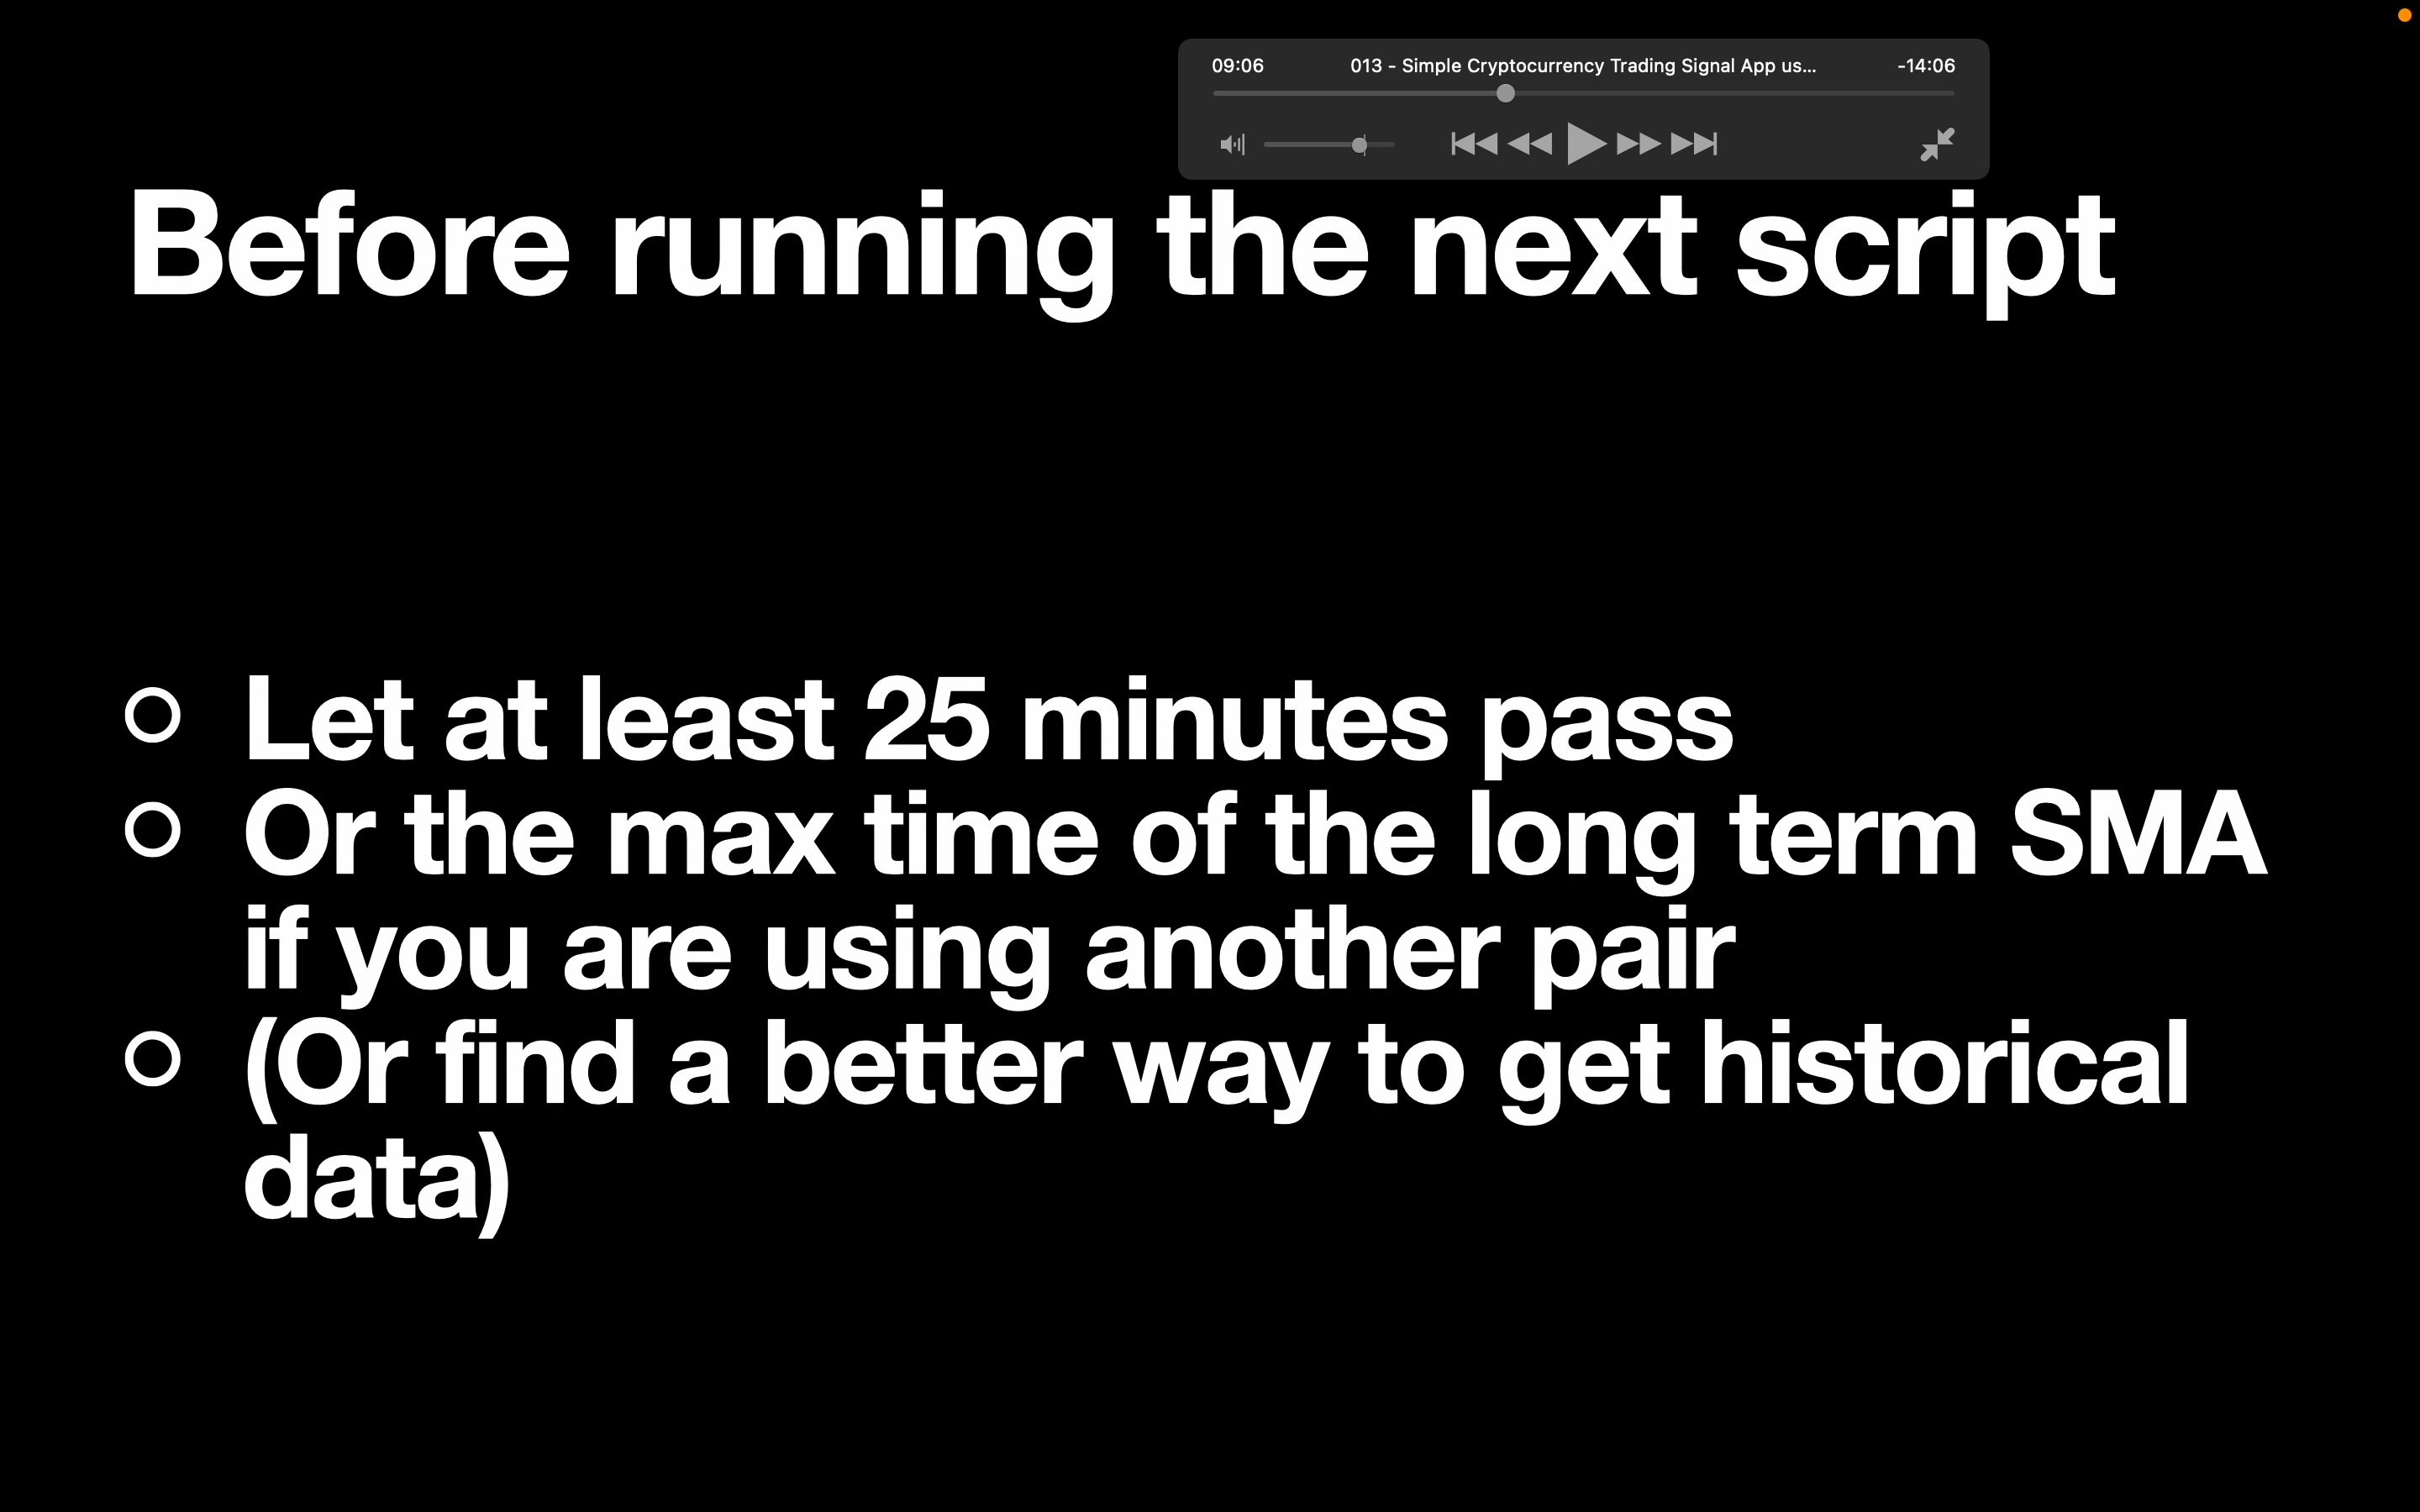 09:06 013 - Simple Cryptocurrency Trading Signal App us... -14:06
Before running the next script
Let at least 25 minutes pass
Or the max time of the long term SMA
if you are using another pair
(Or find a better way to get historical
data)